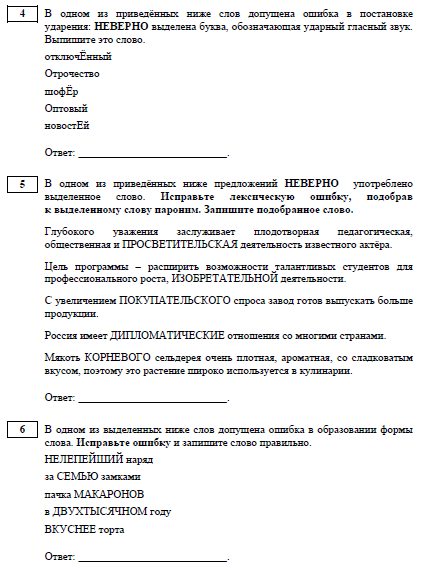 4 В одном из приведённых ниже слов допущена ошибка в постановке
ударения: НЕВЕРНО выделена буква, обозначающая ударный гласный звук.
Выпишите это слово.
отключЁнный
Отрочество
шофЁр
Оптовый
новостЕй
Ответ: ____________________________.
5 В одном из приведённых ниже предложений НЕВЕРНО употреблено
выделенное слово. Исправьте лексическую ошибку, подобрав
к выделенному слову пароним. Запишите подобранное слово.
Глубокого уважения заслуживает плодотворная педагогическая,
общественная и ПРОСВЕТИТЕЛЬСКАЯ деятельность известного актёра.
Цель программы – расширить возможности талантливых студентов для
профессионального роста, ИЗОБРЕТАТЕЛЬНОЙ деятельности.
С увеличением ПОКУПАТЕЛЬСКОГО спроса завод готов выпускать больше
продукции.
Россия имеет ДИПЛОМАТИЧЕСКИЕ отношения со многими странами.
Мякоть КОРНЕВОГО сельдерея очень плотная, ароматная, со сладковатым
вкусом, поэтому это растение широко используется в кулинарии.
Ответ: ____________________________.
6 В одном из выделенных ниже слов допущена ошибка в образовании формы
слова. Исправьте ошибку и запишите слово правильно.
НЕЛЕПЕЙШИЙ наряд
за СЕМЬЮ замками
пачка МАКАРОНОВ
в ДВУХТЫСЯЧНОМ году
ВКУСНЕЕ торта
Ответ: ____________________________.